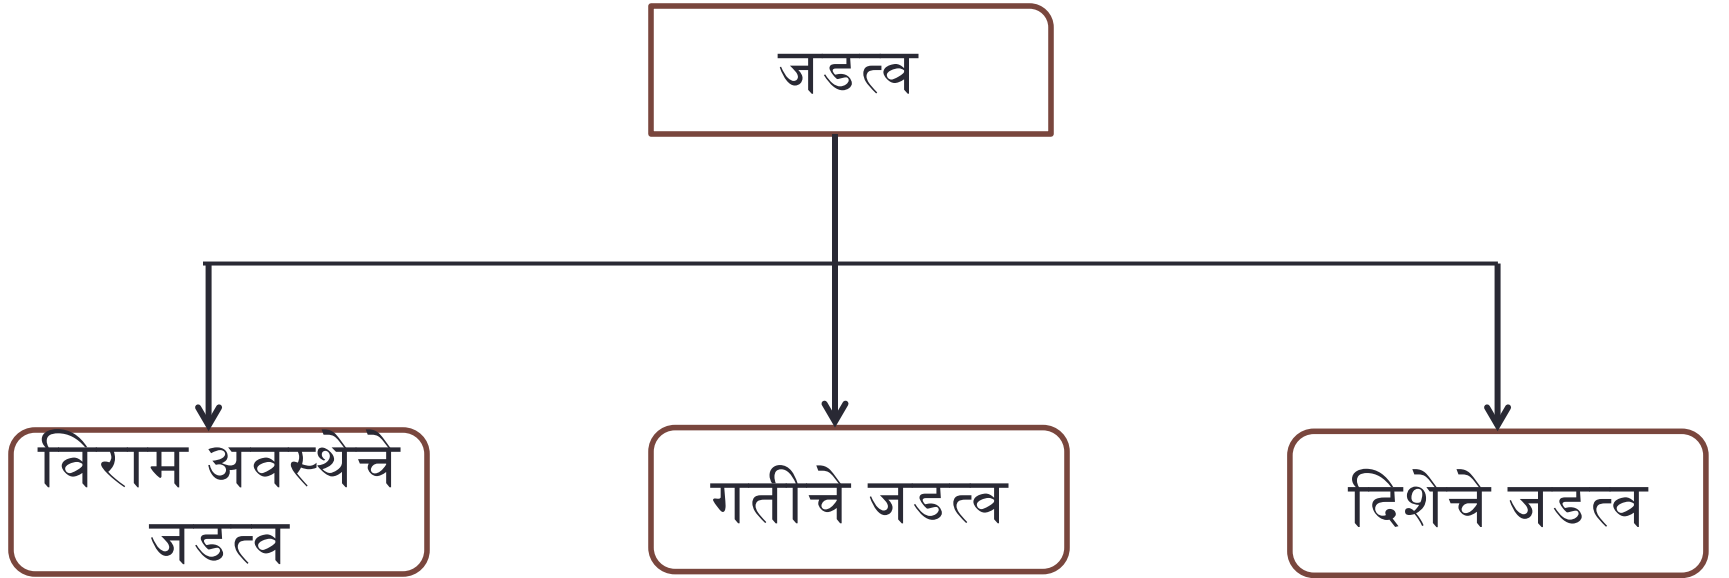 जडत्व
विराम अवस्थेचे
जडत्व
गतीचे जडत्व
दिशेचे जडत्व